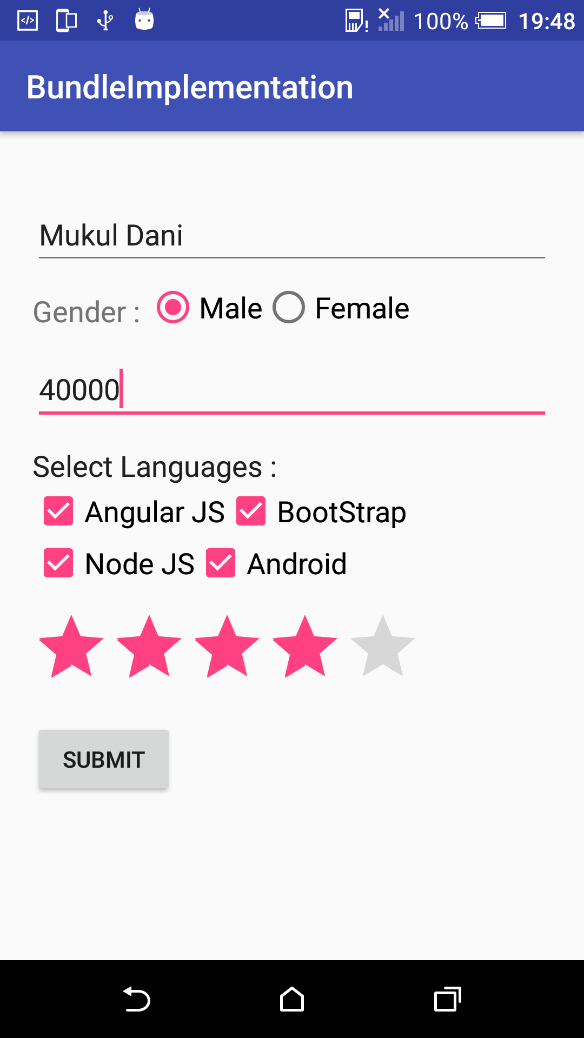 100% 19:48
BundleImplementation
Mukul Dani
Gender : Male Female
40000
Select Languages :
Angular JS BootStrap
Node JS Android
SUBMIT